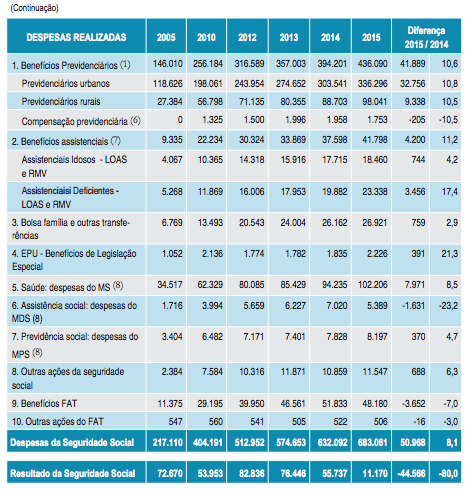 (Continuação)
DESPESAS REALIZADAS 2005 2010 2012 2013 2014 2015 Diferença
2015 / 2014
1. Benefícios Previdenciários (1) 146.010 256.184 316.589 357.003 394.201 436.090 41.889 10,6
Previdenciários urbanos 118.626 198.061 243.954 274.652 303.541 336.296 32.756 10,8
Previdenciários rurais 27.384 56.798 71.135 80.355 88.703 98.041 9.338 10,5
Compensação previdenciária (6) 0 1.325 1.500 1.996 1.958 1.753 -205 -10,5
2. Benefícios assistenciais (7) 9.335 22.234 30.324 33.869 37.598 41.798 4.200 11,2
Assistenciais Idosos - LOAS 4.067 10.365 14.318 15.916 17.715 18.460 744 4,2
e RMV
Assistenciaisi Deficientes - 5.268 11.869 16.006 17.953 19.882 23.338 3.456 17,4
LOAS e RMV
3. Bolsa família e outras transfe- 6.769 13.493 20.543 24.004 26.162 26.921 759 2,9
rências
4. EPU - Benefícios de Legislação 1.052 2.136 1.774 1.782 1.835 2.226 391 21,3
Especial
5. Saúde: despesas do MS (8) 34.517 62.329 80.085 85.429 94.235 102.206 7.971 8,5
6. Assistência social: despesas do 1.716 3.994 5.659 6.227 7.020 5.389 -1.631 -23,2
MDS (8)
7. Previdência social: despesas do 3.404 6.482 7.171 7.401 7.828 8.197 370 4,7
MPS (8)
8. Outras ações da seguridade 2.384 7.584 10.316 11.871 10.859 11.547 688 6,3
social
9. Benefícios FAT 11.375 29.195 39.950 46.561 51.833 48.180 -3.652 -7,0
10. Outras ações do FAT 547 560 541 505 522 506 -16 -3,0
Despesas da Seguridade Social 217.110 404.191 512.952 574.653 632.092 683.061 50.968 8,1
Resultado da Seguridade Social 72.670 53.953 82.836 76.446 55.737 11.170 -44.566 -80,0